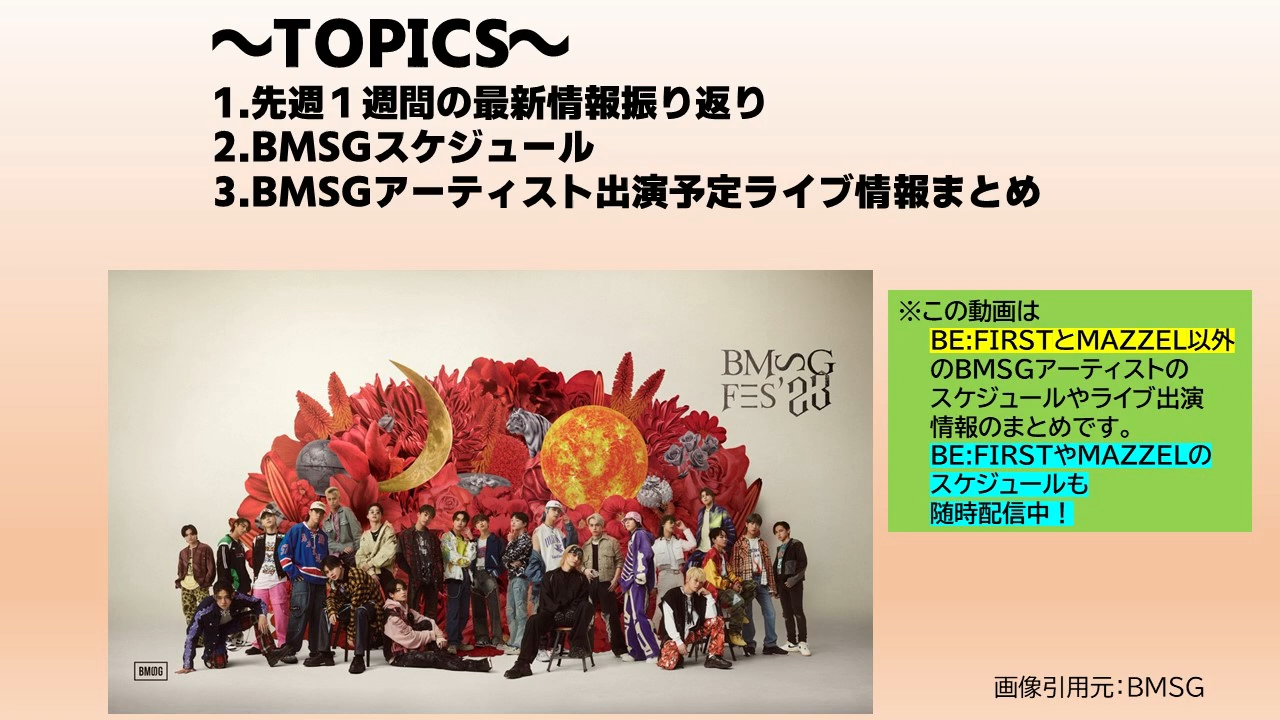 ～TOPICS～
1.先週１週間の最新情報振り返り
2.BMSGスケジュール
3.BMSGアーティスト出演予定ライブ情報まとめ
BMSG
FES'23
BMSG
※この動画は
BE:FIRSTとMAZZEL以外
のBMSGアーティストの
スケジュールやライブ出演
情報のまとめです。
BE:FIRSTやMAZZELの
スケジュールも
随時配信中！
画像引用元：BMSG